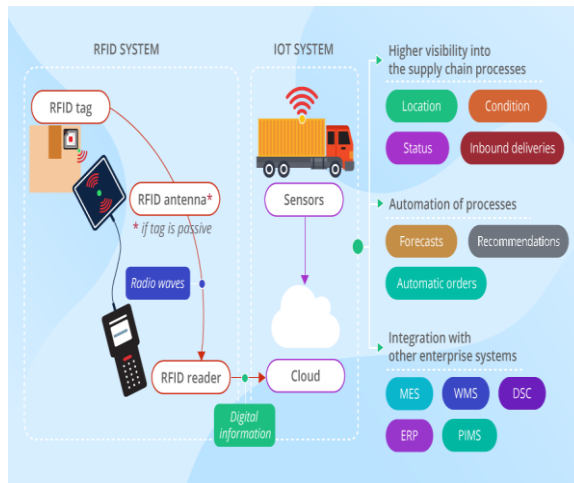 RFID SYSTEM
RFID tag
RFID antenna*
* if tag is passive
Radio waves
RFID reader
Digital
information
IOT SYSTEM
Sensors
Cloud
Higher visibility into
the supply chain processes
Location
Condition
Status
Inbound deliveries
Automation of processes
Forecasts
Recommendations
Automatic orders
Integration with
other enterprise systems
MES
WMS
DSC
ERP
PIMS